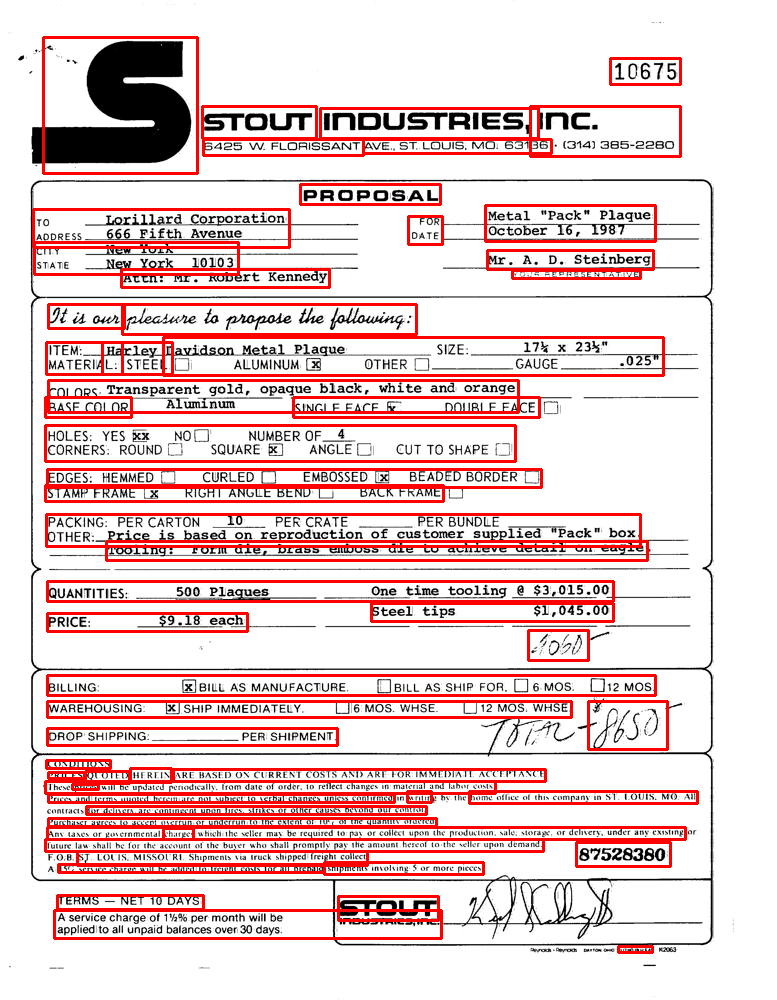 10675
STOUT INDUSTRIES, INC.
6425 W. FLORISSANT AVE., ST. LOUIS, MO. 63136 • (314) 385-2280
PROPOSAL
TO Lorillard Corporation FOR Metal "Pack" Plaque
ADDRESS 666 Fifth Avenue DATE October 16, 1987
CITY New York
STATE New York 10103 Mr. A. D. Steinberg
Attn: Mr. Robert Kennedy YOUR REPRESENTATIVE
It is our pleasure to propose the following:
ITEM: Harley Davidson Metal Plaque SIZE: 17¼ x 23½"
MATERIAL: STEEL ALUMINUM x OTHER GAUGE .025"
COLORS: Transparent gold, opaque black, white and orange
BASE COLOR Aluminum SINGLE FACE x DOUBLE FACE
HOLES: YES xx NO NUMBER OF 4
CORNERS: ROUND SQUARE x ANGLE CUT TO SHAPE
EDGES: HEMMED CURLED EMBOSSED x BEADED BORDER
STAMP FRAME x RIGHT ANGLE BEND BACK FRAME
PACKING: PER CARTON 10 PER CRATE PER BUNDLE
OTHER: Price is based on reproduction of customer supplied "Pack" box.
Tooling: Form die, brass emboss die to achieve detail on eagle.
QUANTITIES: 500 Plaques One time tooling @ $3,015.00
Steel tips $1,045.00
PRICE: $9.18 each
4060
BILLING: x BILL AS MANUFACTURE. BILL AS SHIP FOR. 6 MOS. 12 MOS.
WAREHOUSING: x SHIP IMMEDIATELY. 6 MOS. WHSE. 12 MOS. WHSE.
TOTAL - $8650
DROP SHIPPING: PER SHIPMENT.
CONDITIONS
PRICES QUOTED HEREIN ARE BASED ON CURRENT COSTS AND ARE FOR IMMEDIATE ACCEPTANCE
These prices will be updated periodically, from date of order, to reflect changes in material and labor costs.
Prices and terms quoted herein are not subject to verbal changes unless confirmed in writing by the home office of this company in ST. LOUIS, MO. All
contracts for delivery are contingent upon fires, strikes or other causes beyond our control.
Purchaser agrees to accept overrun or underrun to the extent of 10% of the quantity ordered.
Any taxes or governmental charges which the seller may be required to pay or collect upon the production, sale, storage, or delivery, under any existing or
future law shall be for the account of the buyer who shall promptly pay the amount hereof to the seller upon demand.
F.O.B. ST. LOUIS, MISSOURI. Shipments via truck shipped freight collect.
A 15% service charge will be added to freight costs for all prepaid shipments involving 5 or more pieces.
87528380
TERMS — NET 10 DAYS
A service charge of 1½% per month will be
applied to all unpaid balances over 30 days.
STOUT
INDUSTRIES, INC.
Reynolds + Reynolds DAYTON, OHIO K2063